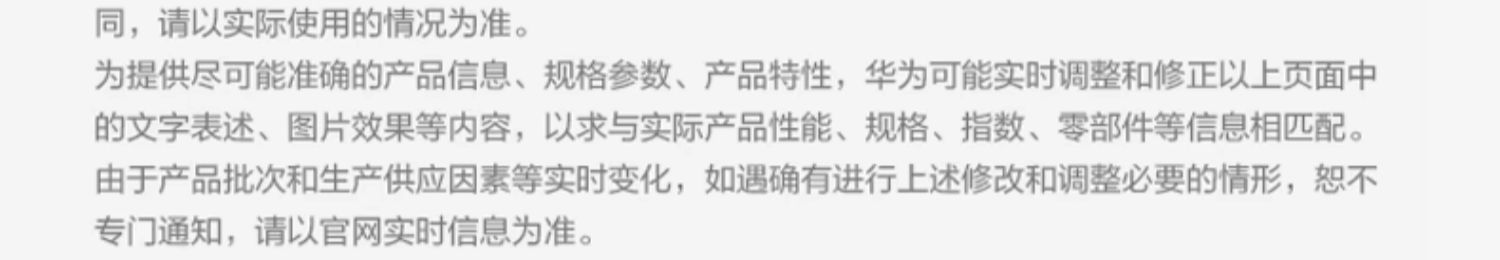 同，请以实际使用的情况为准。
为提供尽可能准确的产品信息、规格参数、产品特性，华为可能实时调整和修正以上页面中
的文字表述、图片效果等内容，以求与实际产品性能、规格、指数、零部件等信息相匹配。
由于产品批次和生产供应因素等实时变化，如遇确有进行上述修改和调整必要的情形，恕不
专门通知，请以官网实时信息为准。